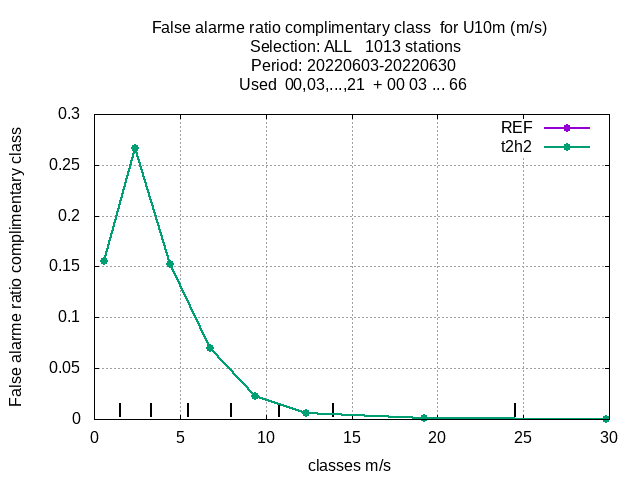 False alarme ratio complimentary class  for U10m (m/s)
Selection: ALL   1013 stations
Period: 20220603-20220630
Used  00,03,...,21  + 00 03 ... 66
False alarme ratio complimentary class
0.3
0.25
0.2
0.15
0.1
0.05
0
REF
t2h2
0 5 10 15 20 25 30
classes m/s